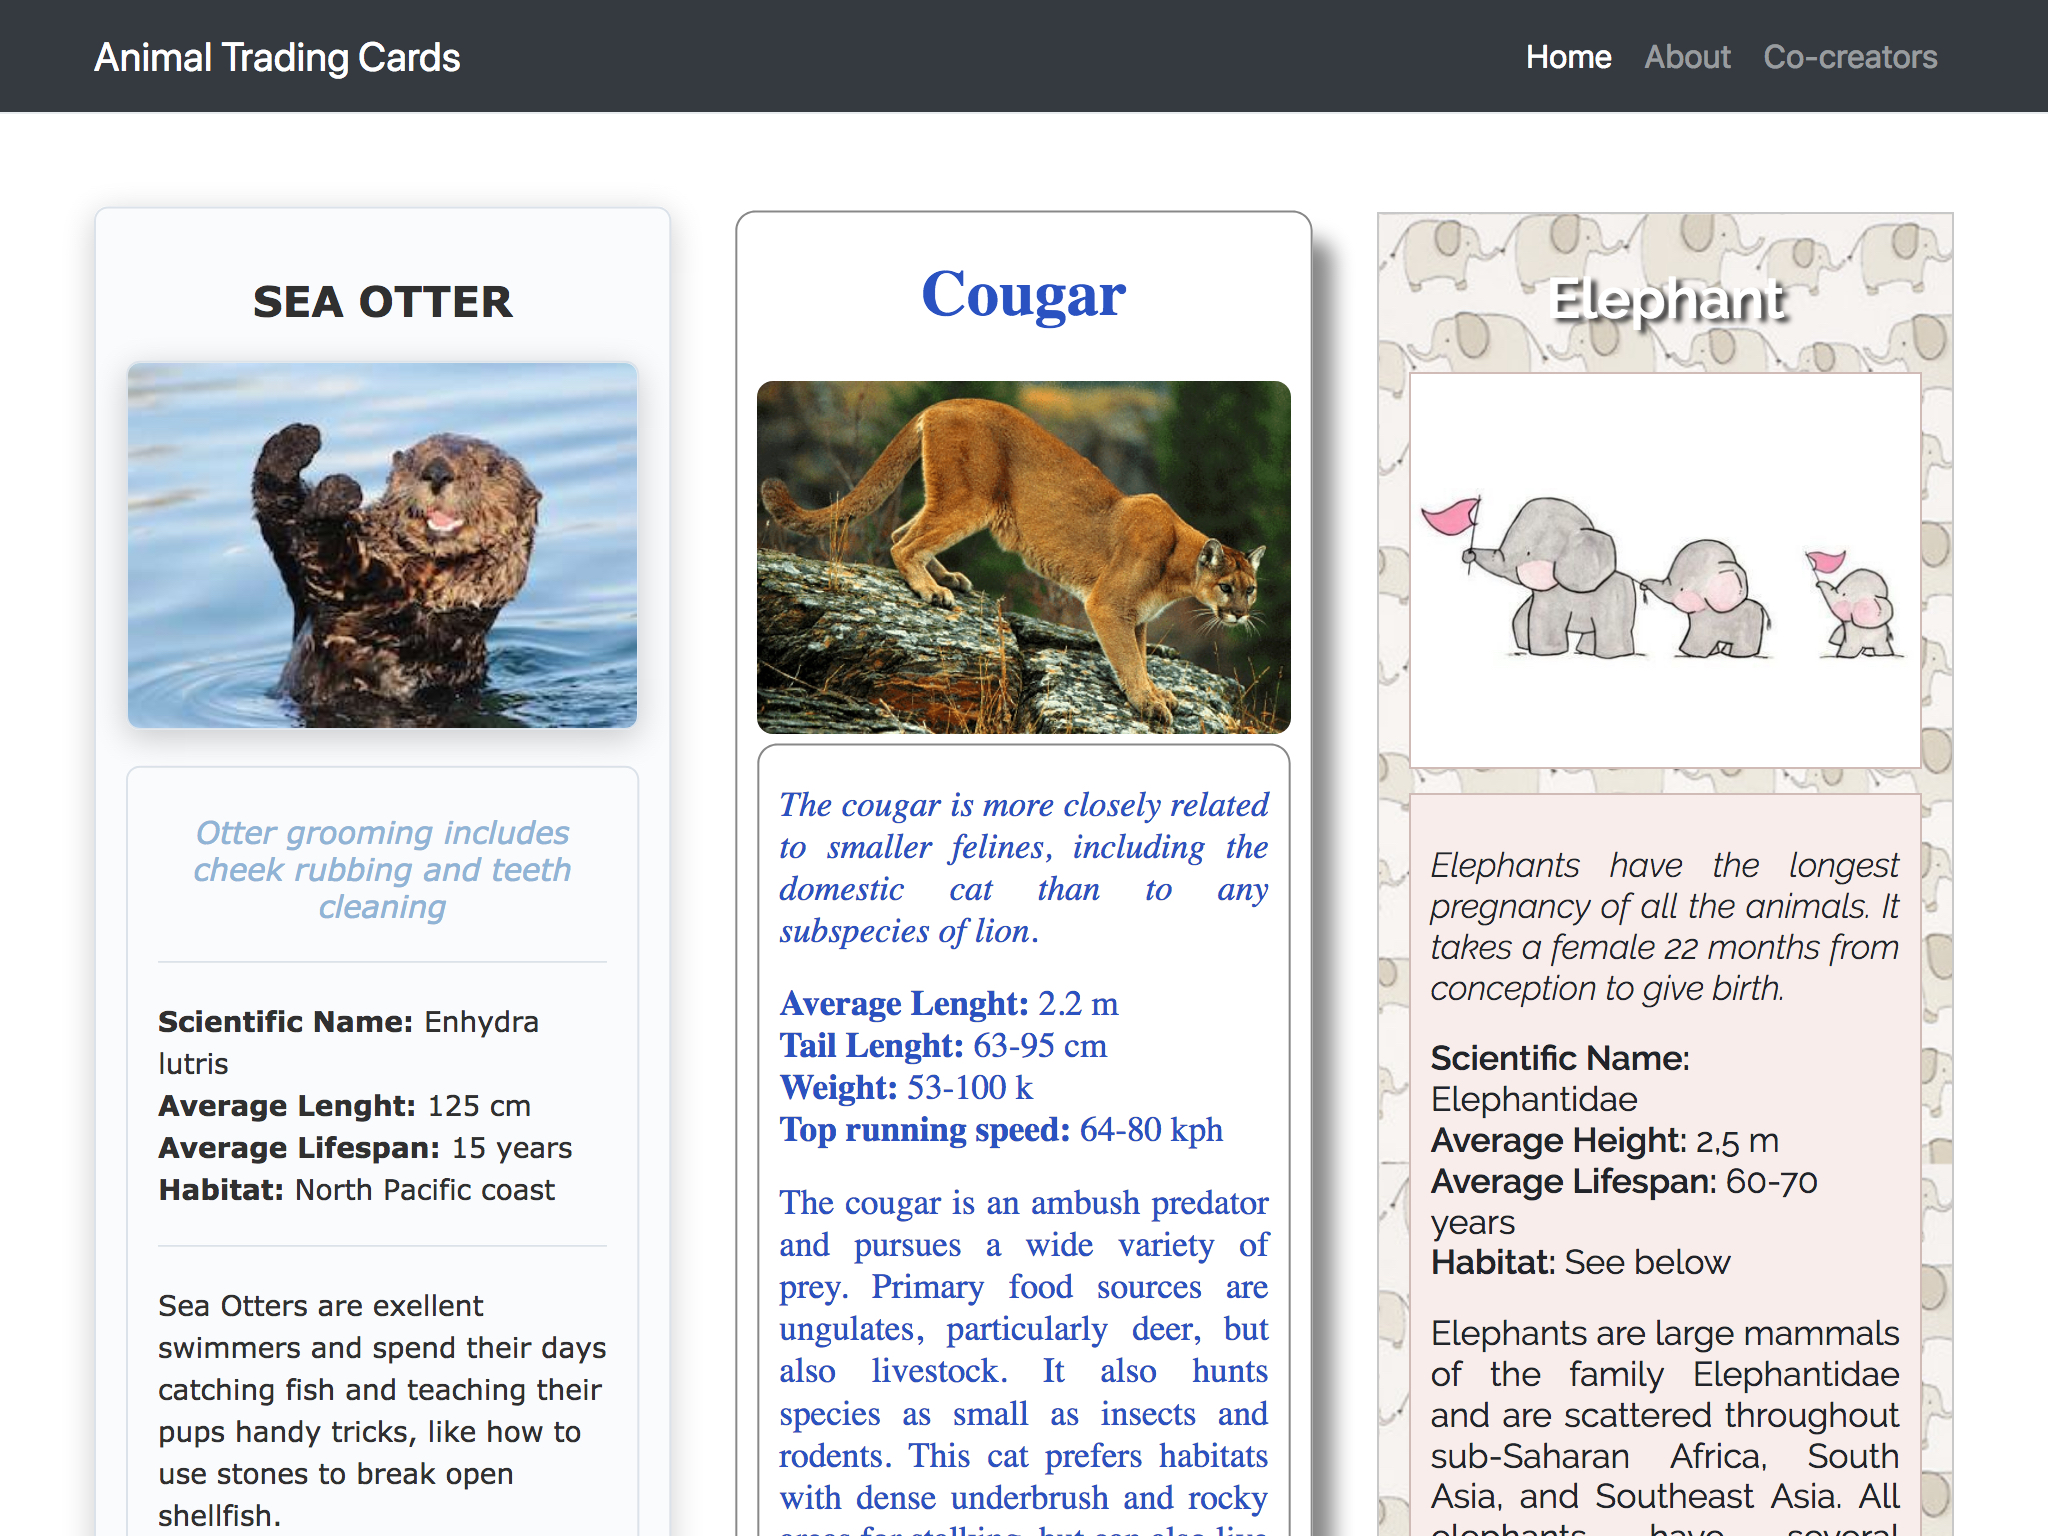 Animal Trading Cards
Home About Co-creators
SEA OTTER
Otter grooming includes
cheek rubbing and teeth
cleaning
Scientific Name: Enhydra
lutris
Average Lenght: 125 cm
Average Lifespan: 15 years
Habitat: North Pacific coast
Sea Otters are exellent
swimmers and spend their days
catching fish and teaching their
pups handy tricks, like how to
use stones to break open
shellfish.
Cougar
The cougar is more closely related
to smaller felines, including the
domestic cat than to any
subspecies of lion.
Average Lenght: 2.2 m
Tail Lenght: 63-95 cm
Weight: 53-100 k
Top running speed: 64-80 kph
The cougar is an ambush predator
and pursues a wide variety of
prey. Primary food sources are
ungulates, particularly deer, but
also livestock. It also hunts
species as small as insects and
rodents. This cat prefers habitats
with dense underbrush and rocky
areas for stalking, but can also live
Elephant
Elephants have the longest
pregnancy of all the animals. It
takes a female 22 months from
conception to give birth.
Scientific Name:
Elephantidae
Average Height: 2,5 m
Average Lifespan: 60-70
years
Habitat: See below
Elephants are large mammals
of the family Elephantidae
and are scattered throughout
sub-Saharan Africa, South
Asia, and Southeast Asia. All
elephants have several